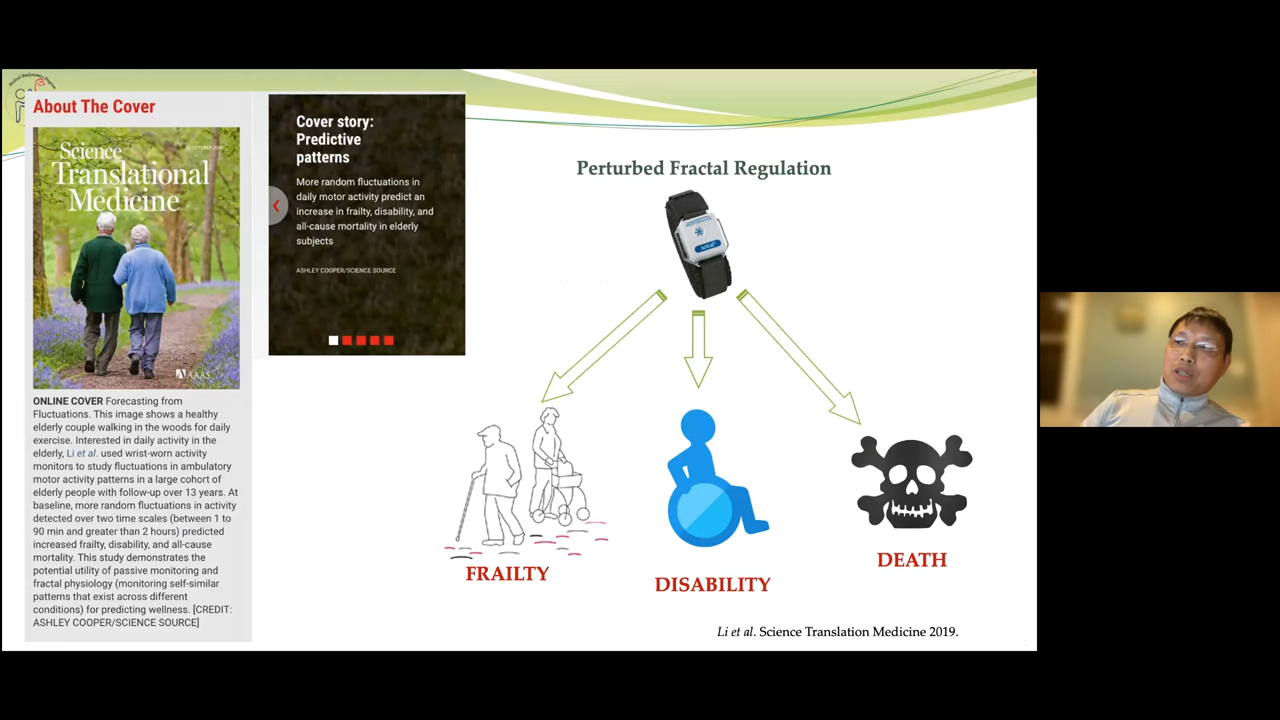 About The Cover
Science
Translational
Medicine
AAAS
ONLINE COVER Forecasting from
Fluctuations. This image shows a healthy
elderly couple walking in the woods for daily
exercise. Interested in daily activity in the
elderly, Li et al. used wrist-worn activity
monitors to study fluctuations in ambulatory
motor activity patterns in a large cohort of
elderly people with follow-up over 13 years. At
baseline, more random fluctuations in activity
detected over two time scales (between 1 to
90 min and greater than 2 hours) predicted
increased frailty, disability, and all-cause
mortality. This study demonstrates the
potential utility of passive monitoring and
fractal physiology (monitoring self-similar
patterns that exist across different
conditions) for predicting wellness. [CREDIT:
ASHLEY COOPER/SCIENCE SOURCE]
Cover story:
Predictive
patterns
More random fluctuations in
daily motor activity predict an
increase in frailty, disability, and
all-cause mortality in elderly
subjects
ASHLEY COOPER/SCIENCE SOURCE
Perturbed Fractal Regulation
FRAILTY
DISABILITY
DEATH
Li et al. Science Translation Medicine 2019.